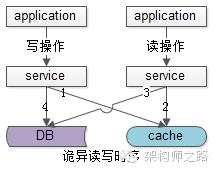 application application
写操作 读操作
service service
1 3
4 2
DB cache
诡异读写时序
架构师之路